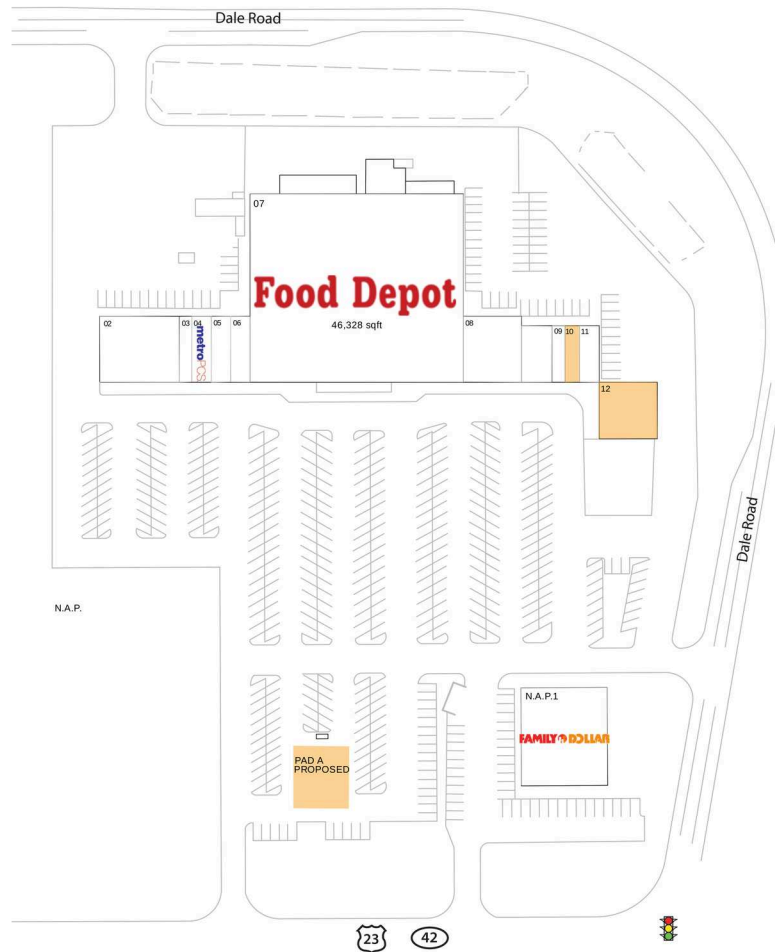 Dale Road
07
Food Depot
46,328 sqft
02
03
04
05
06
metroPCS
08
09
10
11
12
Dale Road
N.A.P.
N.A.P.1
FAMILY DOLLAR
PAD A
PROPOSED
23
42